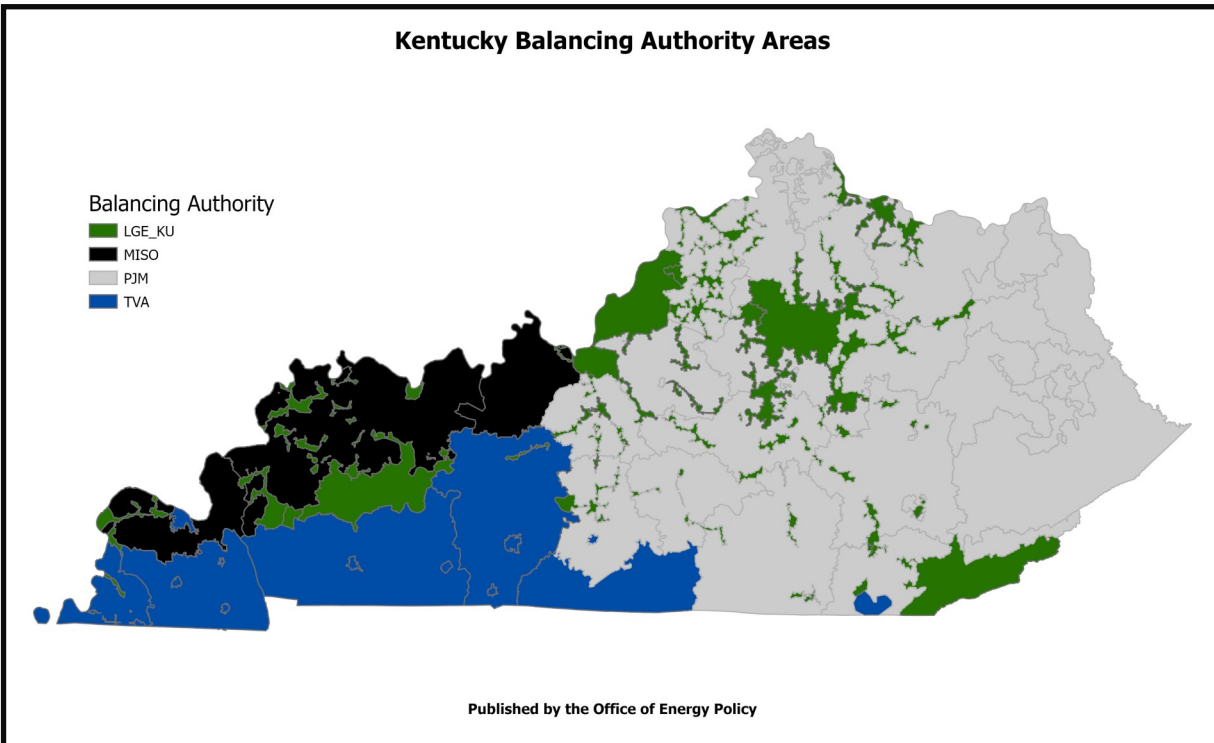 Kentucky Balancing Authority Areas
Balancing Authority
LGE_KU
MISO
PJM
TVA
Published by the Office of Energy Policy